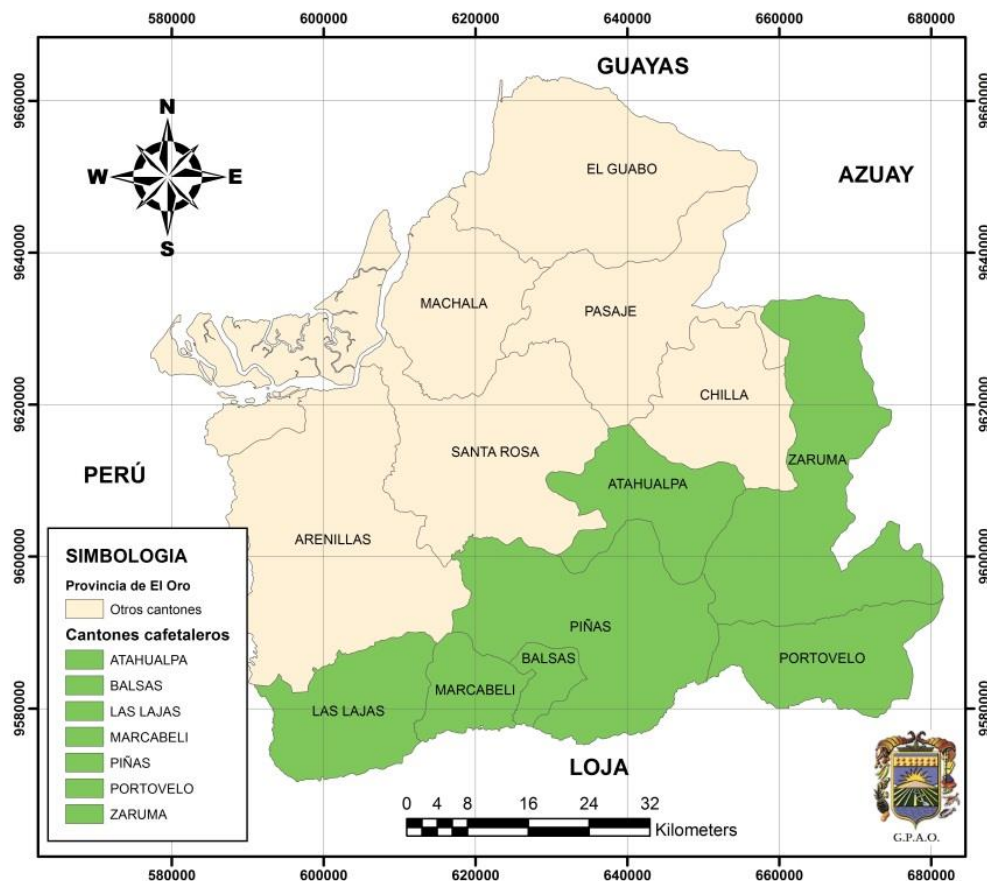 580000 600000 620000 640000 660000 680000
GUAYAS
9660000 9660000
N
EL GUABO
W E
AZUAY
S
9640000 9640000
MACHALA
PASAJE
CHILLA
9620000 9620000
SANTA ROSA
ZARUMA
PERÚ
ATAHUALPA
ARENILLAS
9600000 9600000
SIMBOLOGIA
Provincia de El Oro
Otros cantones
Cantones cafetaleros
ATAHUALPA
BALSAS
LAS LAJAS
MARCABELI
PIÑAS
PORTOVELO
ZARUMA
PIÑAS
BALSAS
PORTOVELO
MARCABELI
LAS LAJAS
9580000 9580000
LOJA
0 4 8 16 24 32
Kilometers
G.P.A.O.
580000 600000 620000 640000 660000 680000